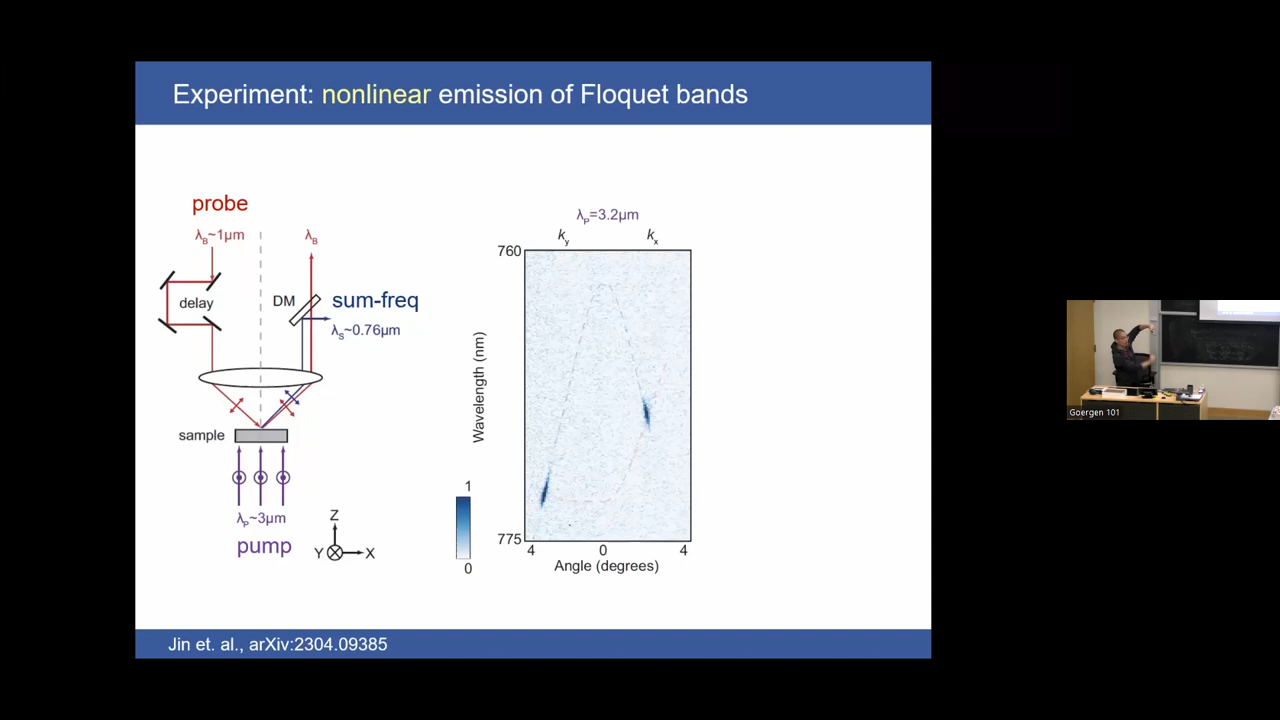 Experiment: nonlinear emission of Floquet bands
probe
λB~1µm
λB
delay
DM
sum-freq
λS~0.76µm
sample
λP~3µm
pump
Z
Y
X
λP=3.2µm
ky
kx
760
Wavelength (nm)
775
4
0
4
Angle (degrees)
1
0
Jin et. al., arXiv:2304.09385
Goergen 101